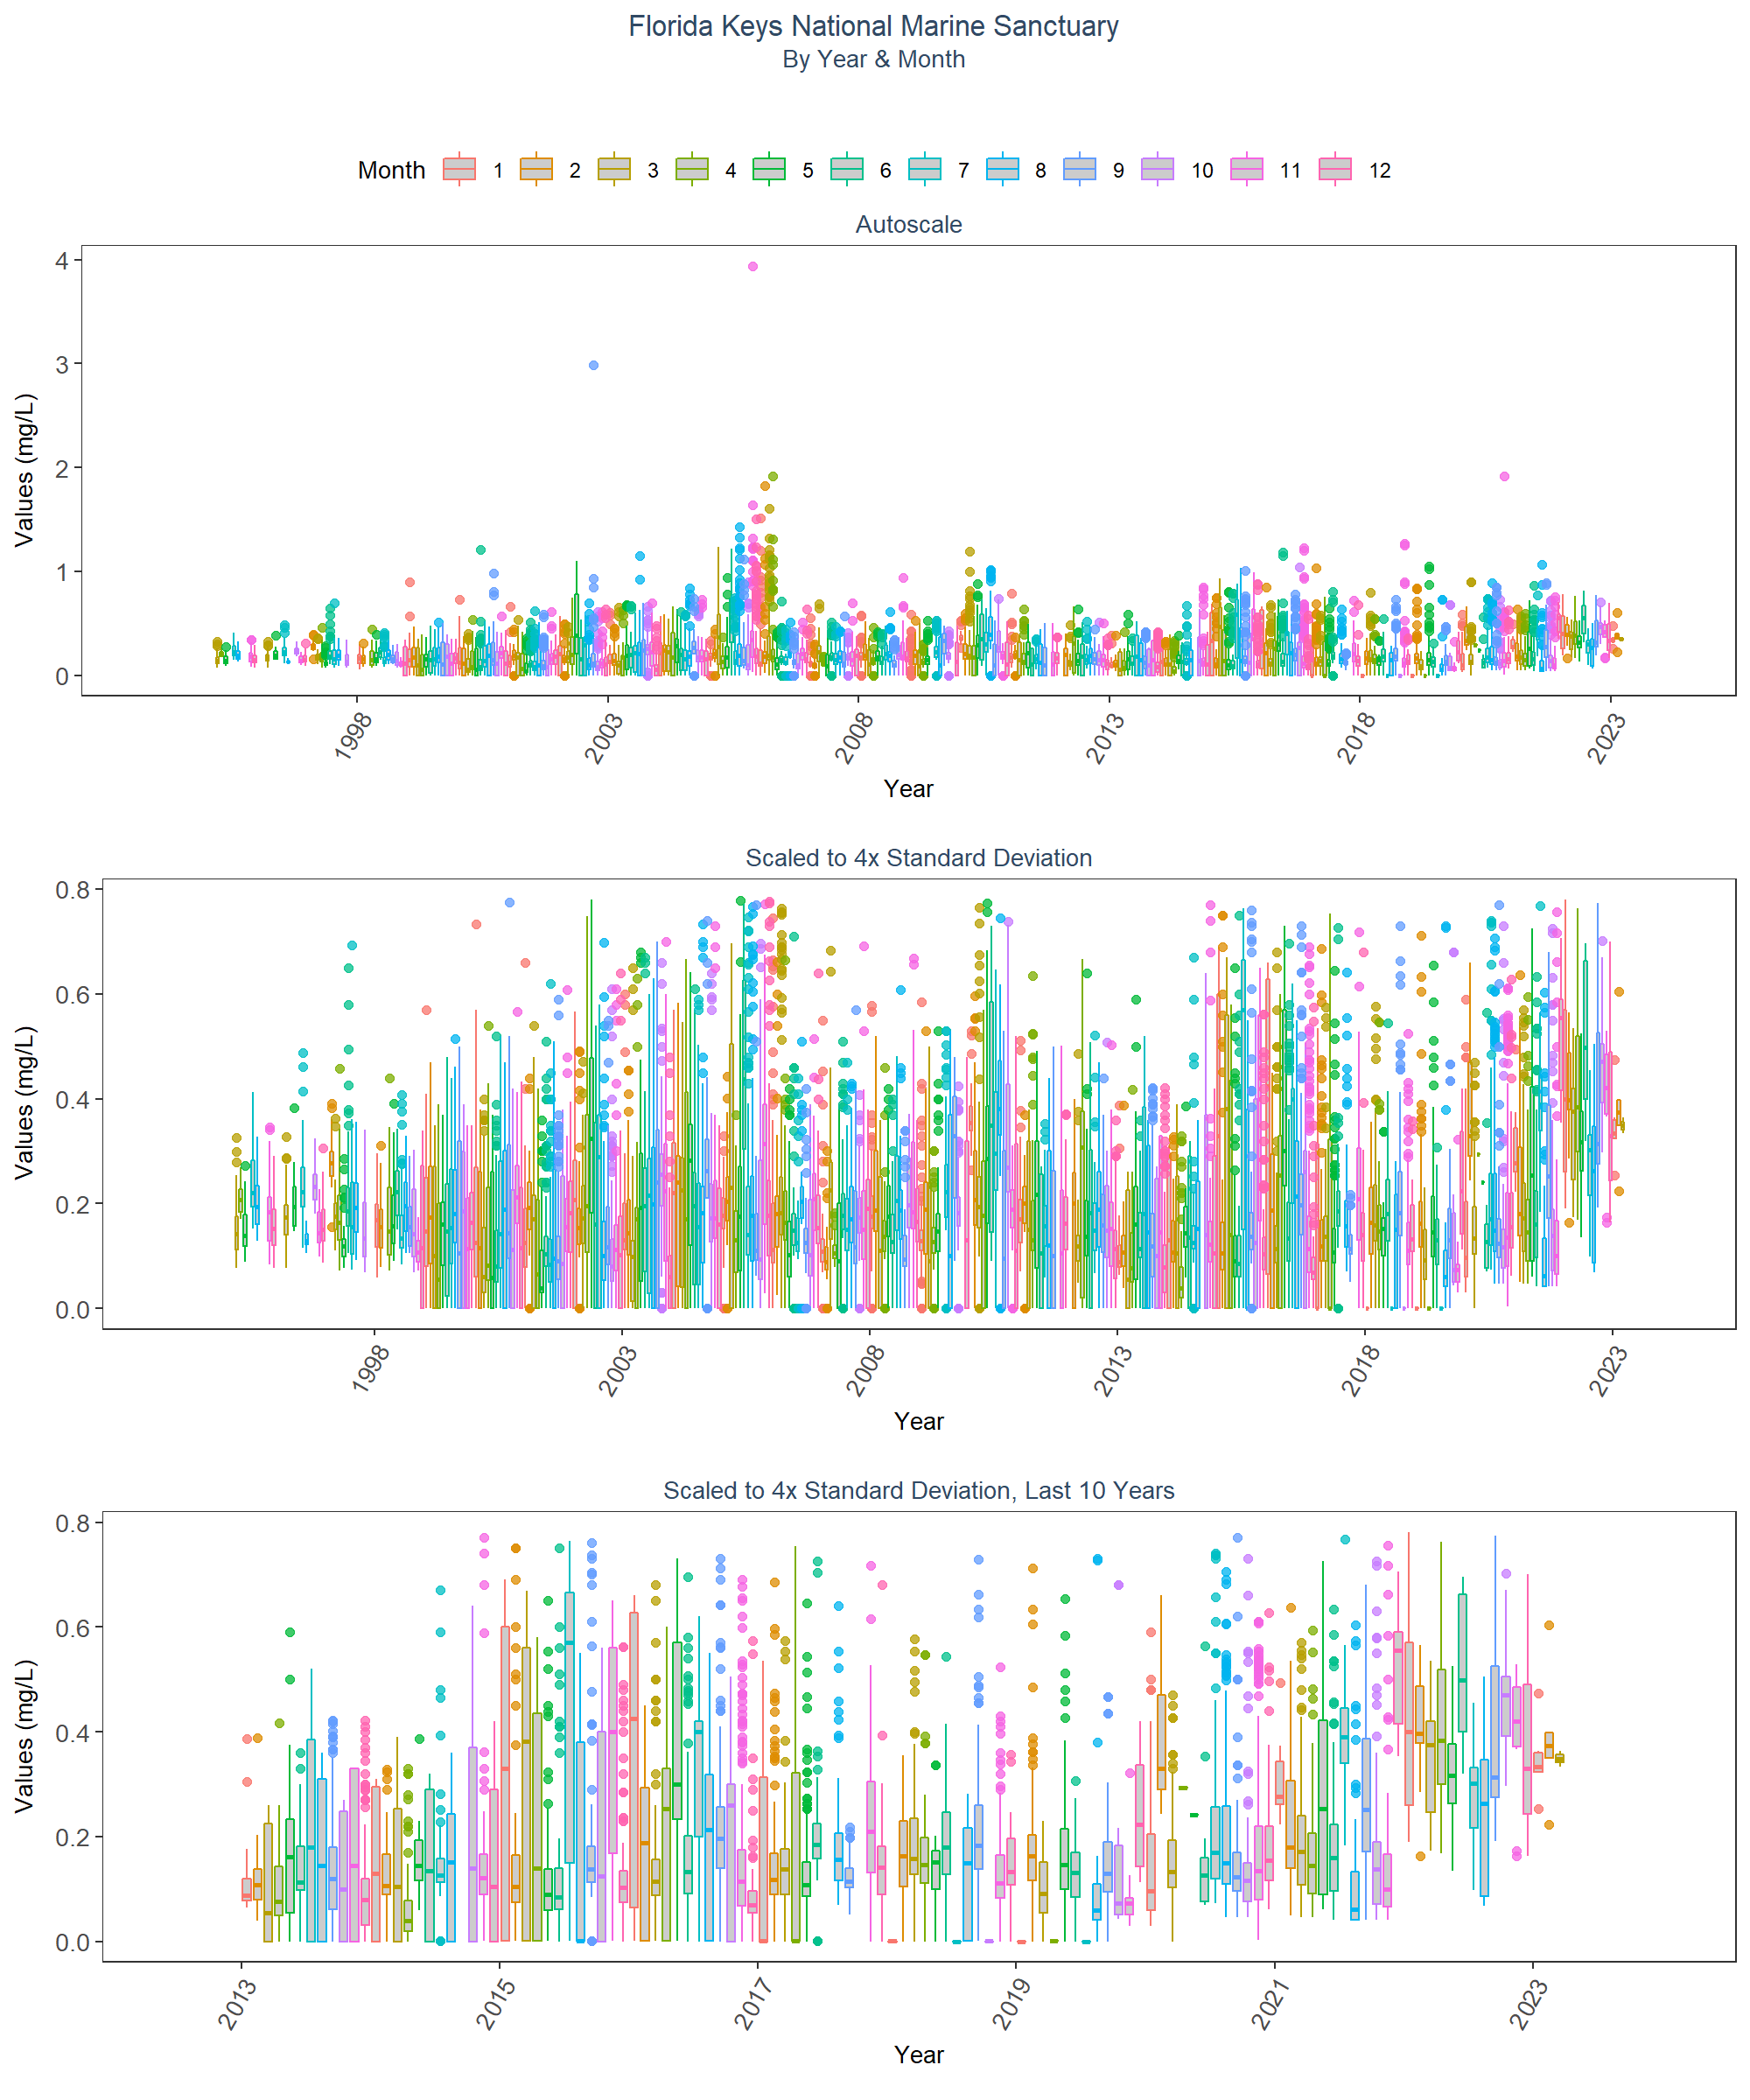 Florida Keys National Marine Sanctuary
By Year & Month
Month 1 2 3 4 5 6 7 8 9 10 11 12
Autoscale
4
3
2
1
0
Values (mg/L)
1998 2003 2008 2013 2018 2023
Year
Scaled to 4x Standard Deviation
0.8
0.6
0.4
0.2
0.0
Values (mg/L)
1998 2003 2008 2013 2018 2023
Year
Scaled to 4x Standard Deviation, Last 10 Years
0.8
0.6
0.4
0.2
0.0
Values (mg/L)
2013 2015 2017 2019 2021 2023
Year